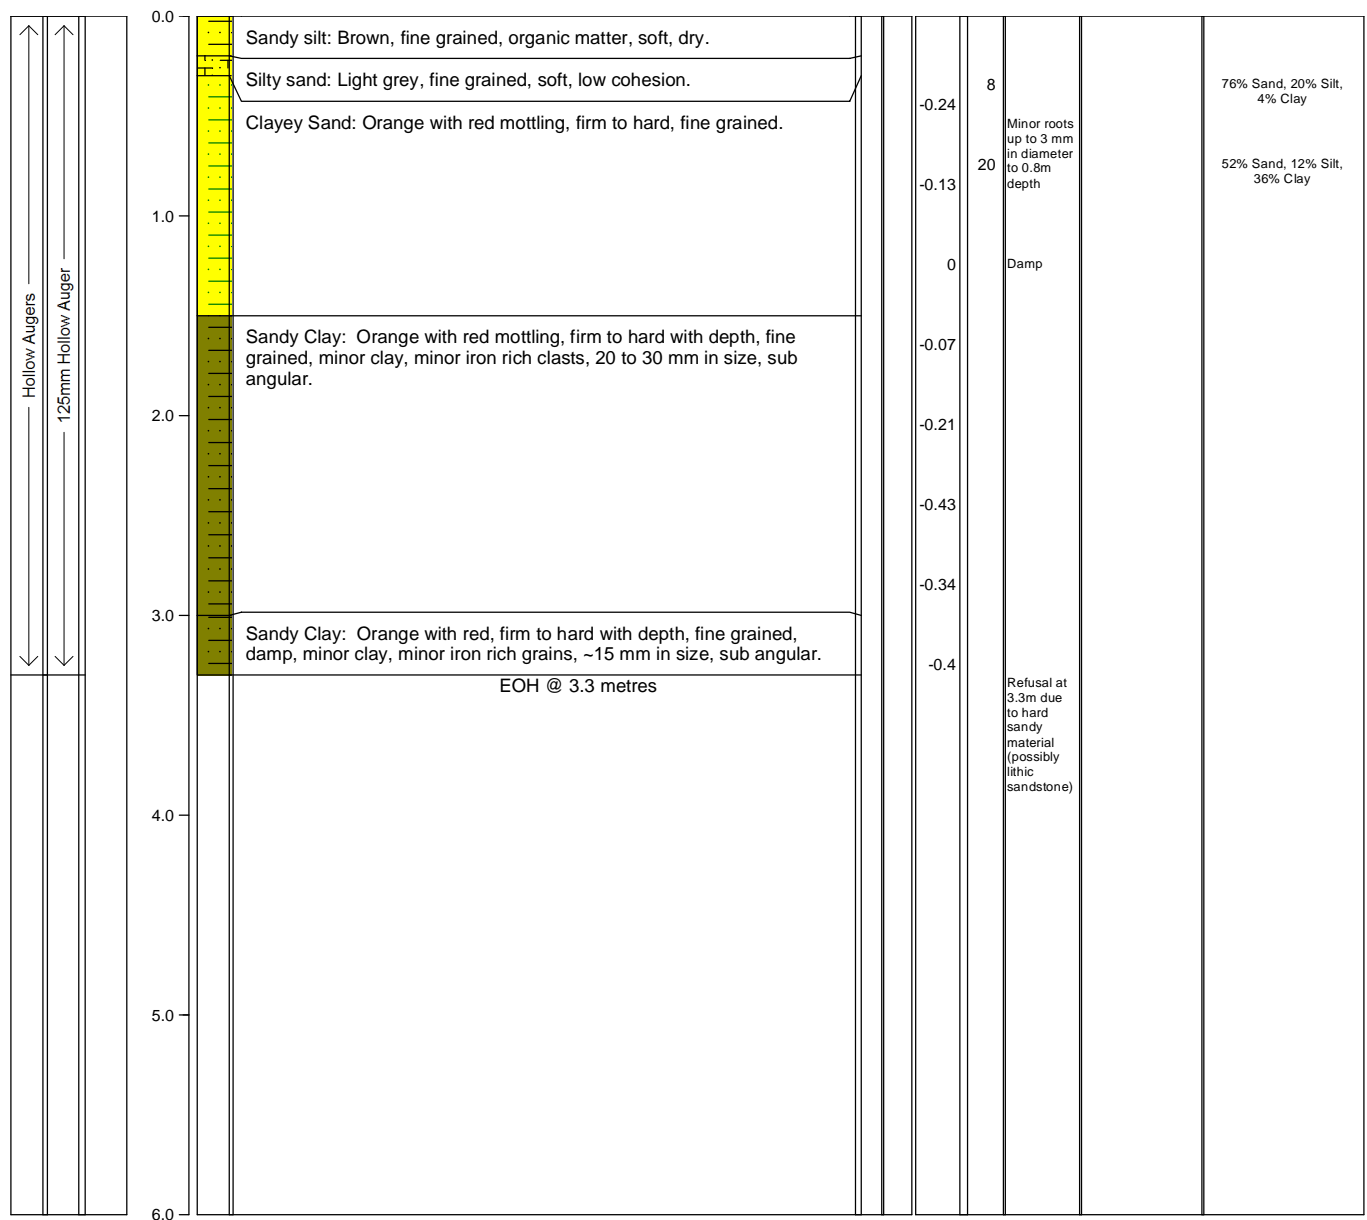 0.0
Sandy silt: Brown, fine grained, organic matter, soft, dry.
Silty sand: Light grey, fine grained, soft, low cohesion.
8
76% Sand, 20% Silt,
4% Clay
-0.24
Clayey Sand: Orange with red mottling, firm to hard, fine grained.
Minor roots
up to 3 mm
in diameter
to 0.8m
depth
20
52% Sand, 12% Silt,
36% Clay
-0.13
1.0
0
Damp
Hollow Augers
125mm Hollow Auger
Sandy Clay: Orange with red mottling, firm to hard with depth, fine
grained, minor clay, minor iron rich clasts, 20 to 30 mm in size, sub
angular.
-0.07
2.0
-0.21
-0.43
-0.34
3.0
Sandy Clay: Orange with red, firm to hard with depth, fine grained,
damp, minor clay, minor iron rich grains, ~15 mm in size, sub angular.
-0.4
EOH @ 3.3 metres
Refusal at
3.3m due
to hard
sandy
material
(possibly
lithic
sandstone)
4.0
5.0
6.0